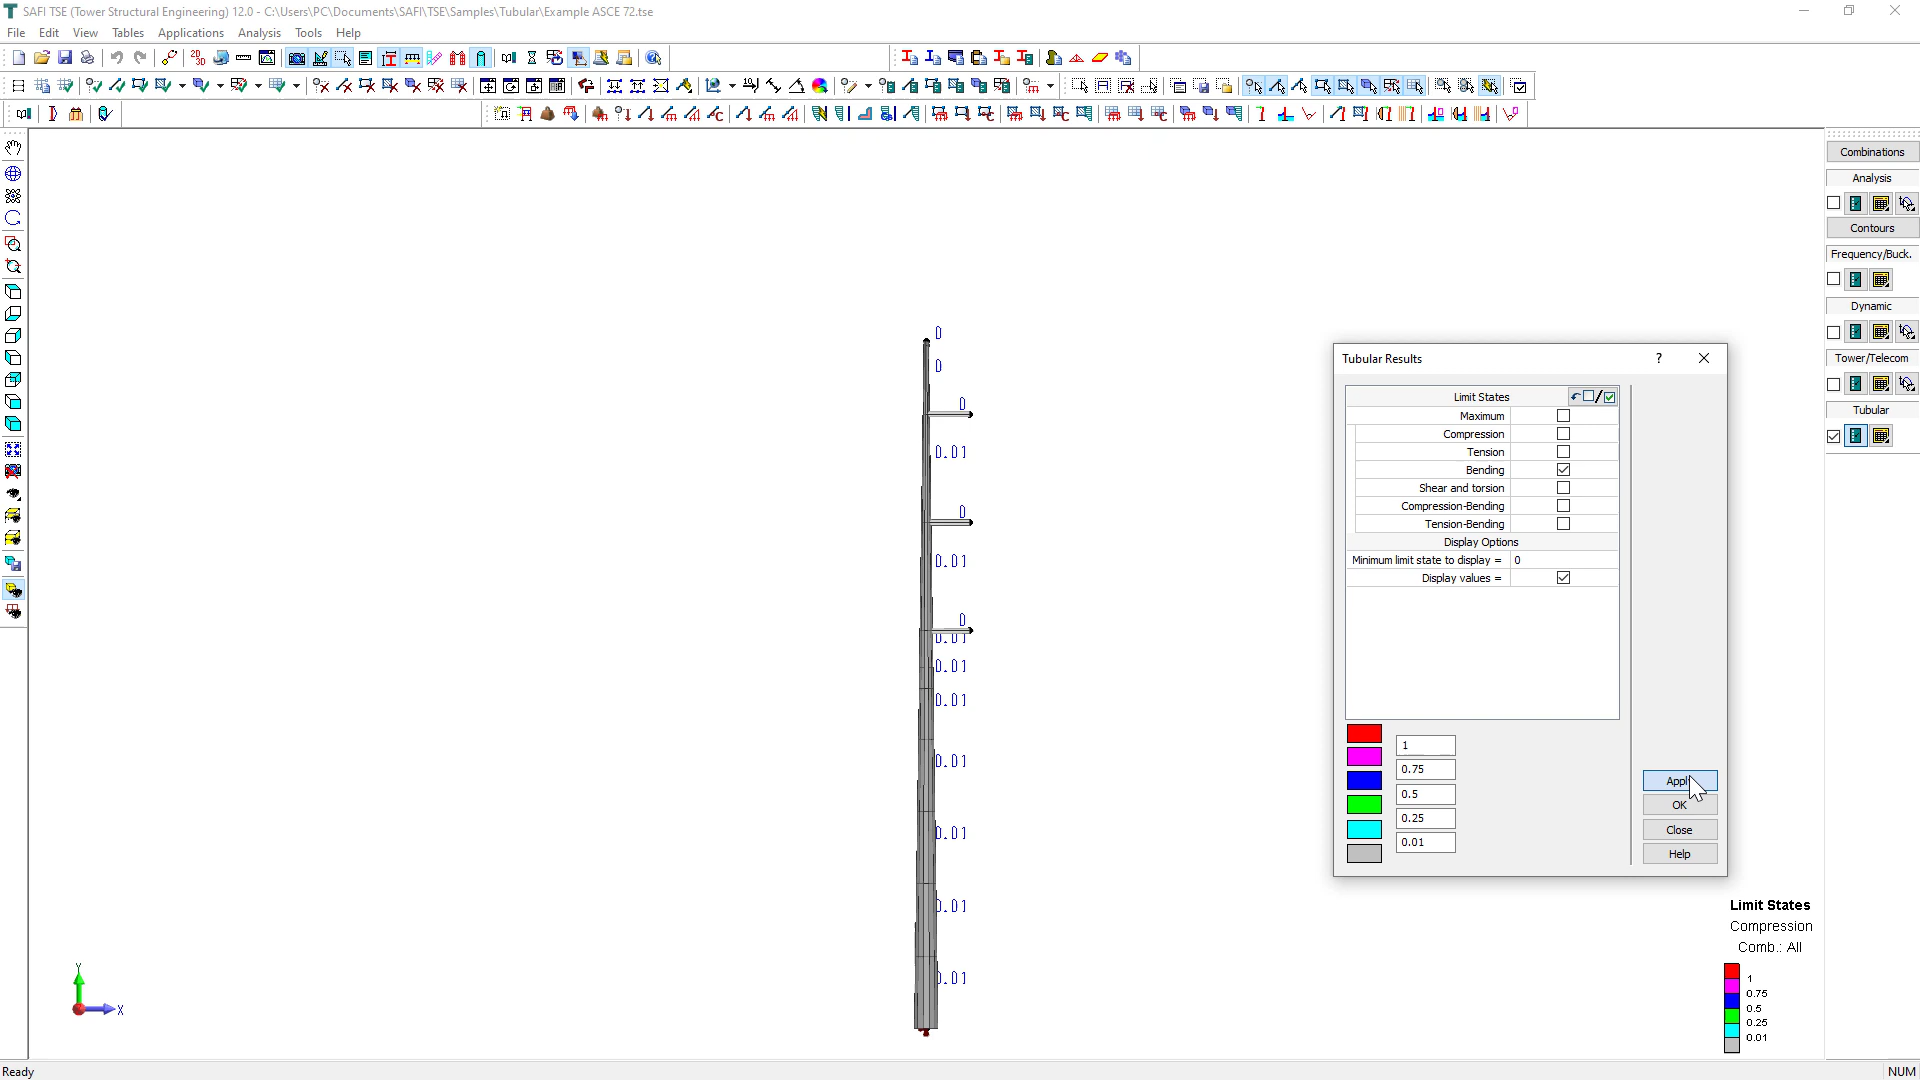 SAFI TSE (Tower Structural Engineering) 12.0 - C:\Users\PC\Documents\SAFI\TSE\Samples\Tubular\Example ASCE 72.tse
File Edit View Tables Applications Analysis Tools Help
Combinations
Analysis
Contours
Frequency/Buck.
Dynamic
Tower/Telecom
Tubular
0
0
0
0.01
0
0.01
0
0.01
0.01
0.01
0.01
0.01
0.01
0.01
Tubular Results ?
Limit States
Maximum
Compression
Tension
Bending
Shear and torsion
Compression-Bending
Tension-Bending
Display Options
Minimum limit state to display = 0
Display values =
1
0.75
0.5
0.25
0.01
Apply
OK
Close
Help
Limit States
Compression
Comb.: All
1
0.75
0.5
0.25
0.01
Y
X
Ready NUM